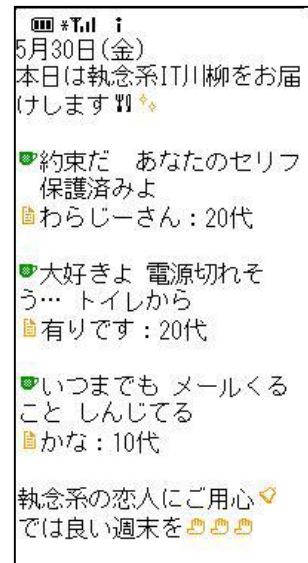 5月30日(金)
本日は執念系IT川柳をお届
けします
約束だ　あなたのセリフ
保護済みよ
わらじーさん：20代
大好きよ 電源切れそ
う… トイレから
有りです：20代
いつまでも メールくる
こと しんじてる
かな：10代
執念系の恋人にご用心
では良い週末を